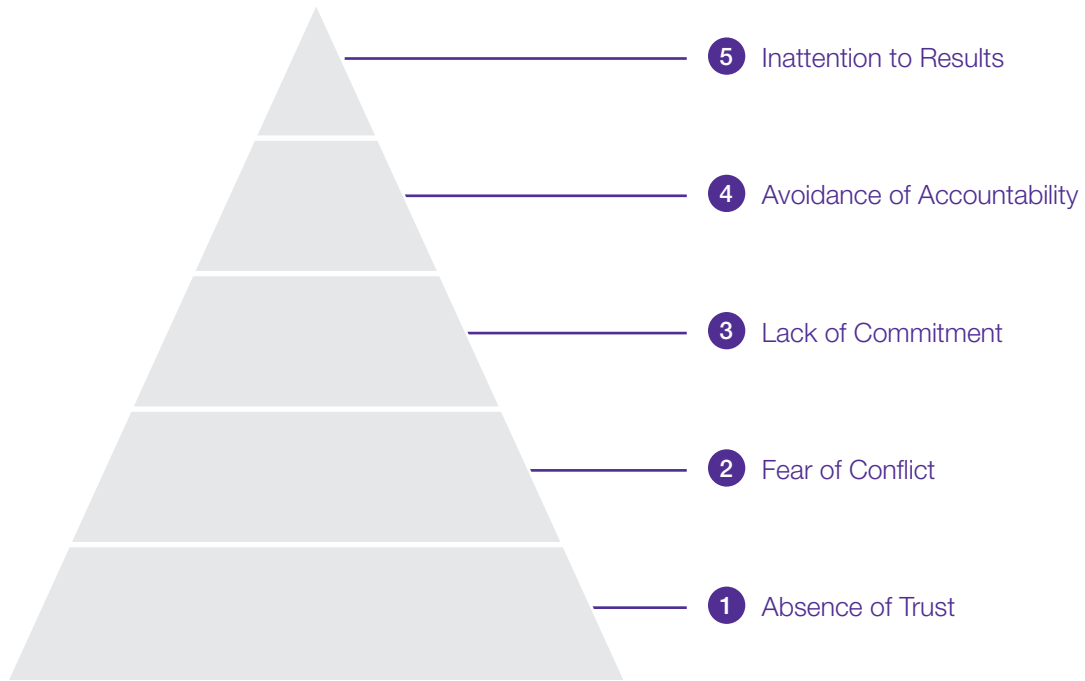 5 Inattention to Results
4 Avoidance of Accountability
3 Lack of Commitment
2 Fear of Conflict
1 Absence of Trust